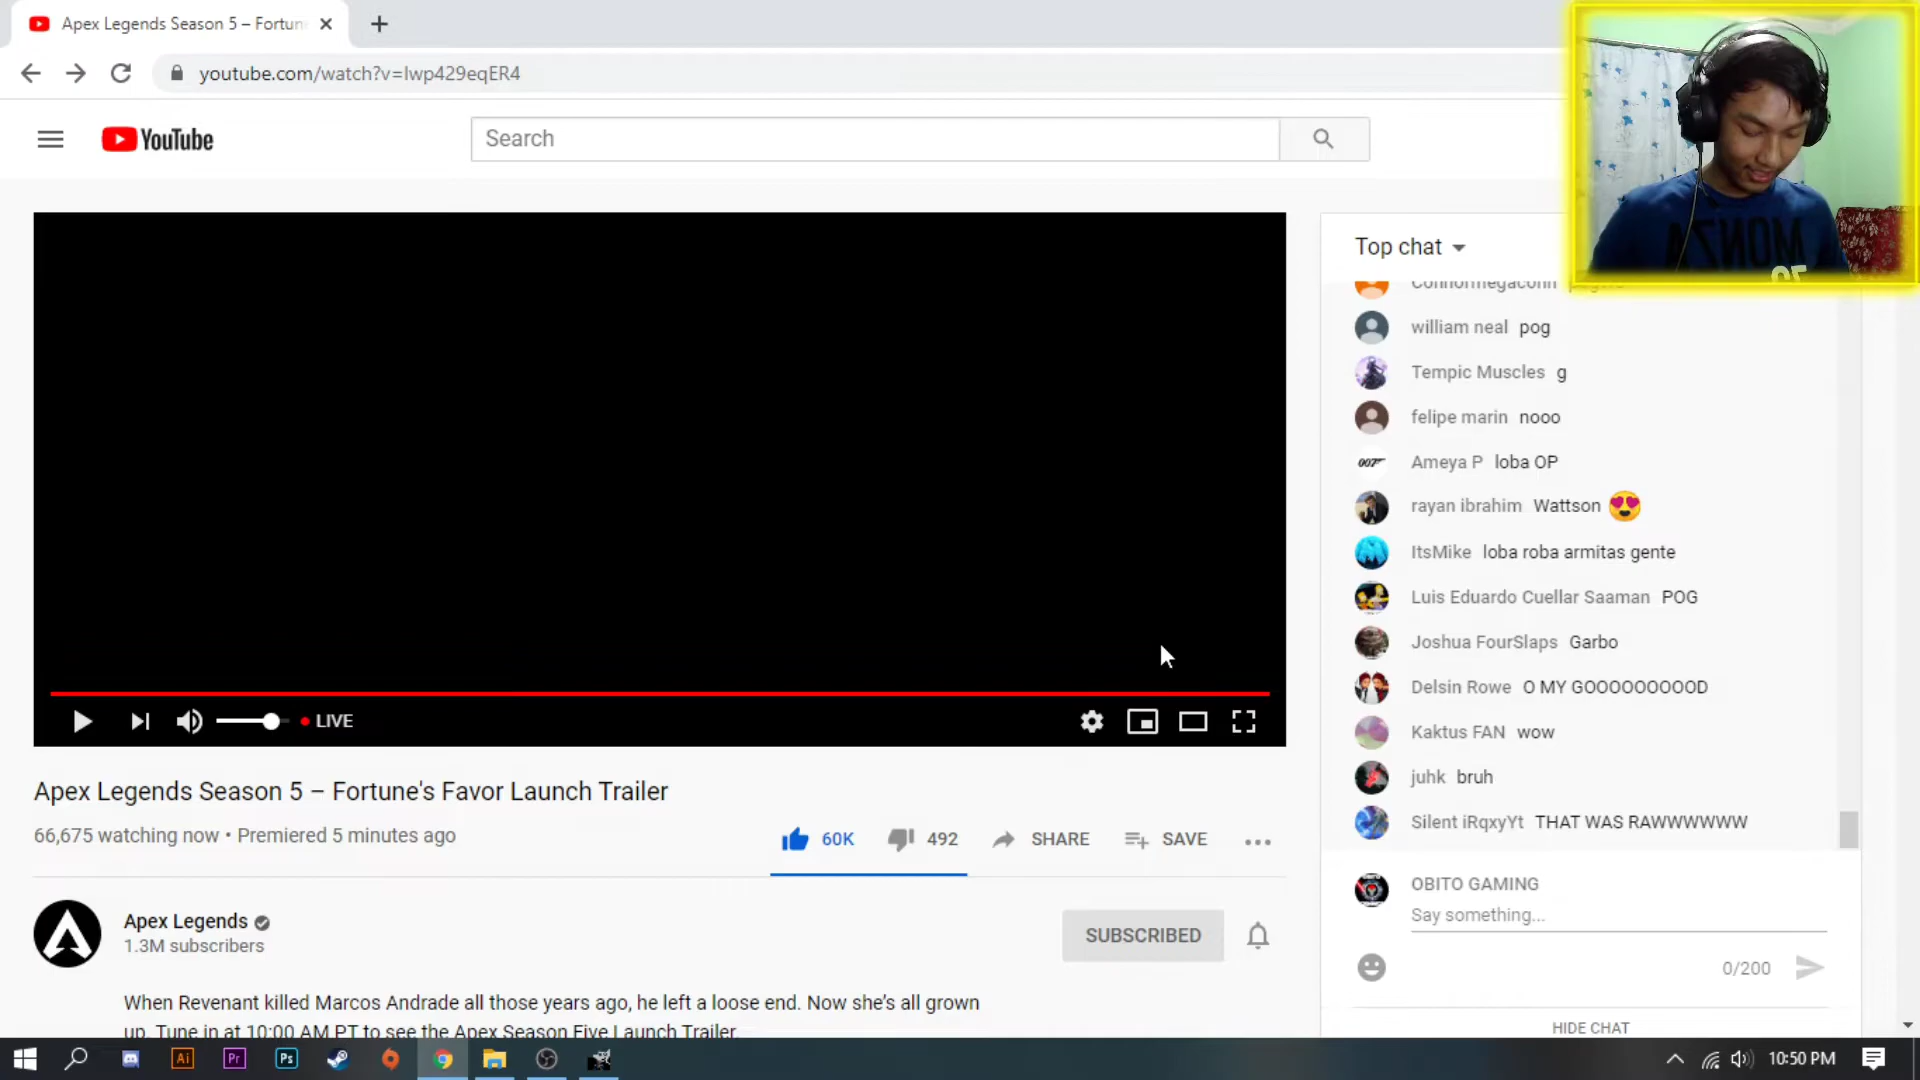 Apex Legends Season 5 – Fortun
youtube.com/watch?v=Iwp429eqER4
YouTube
Search
Top chat
william neal pog
Tempic Muscles g
felipe marin nooo
Ameya P loba OP
rayan ibrahim Wattson 😍
ItsMike loba roba armitas gente
Luis Eduardo Cuellar Saaman POG
Joshua FourSlaps Garbo
Delsin Rowe O MY GOOOOOOOOD
Kaktus FAN wow
juhk bruh
Silent iRqxyYt THAT WAS RAWWWWWW
OBITO GAMING
Say something...
0/200
HIDE CHAT
LIVE
Apex Legends Season 5 – Fortune's Favor Launch Trailer
66,675 watching now • Premiered 5 minutes ago
60K 492 SHARE SAVE
Apex Legends
1.3M subscribers
SUBSCRIBED
When Revenant killed Marcos Andrade all those years ago, he left a loose end. Now she's all grown
up. Tune in at 10:00 AM PT to see the Apex Season Five Launch Trailer.
Ai Pr Ps
10:50 PM